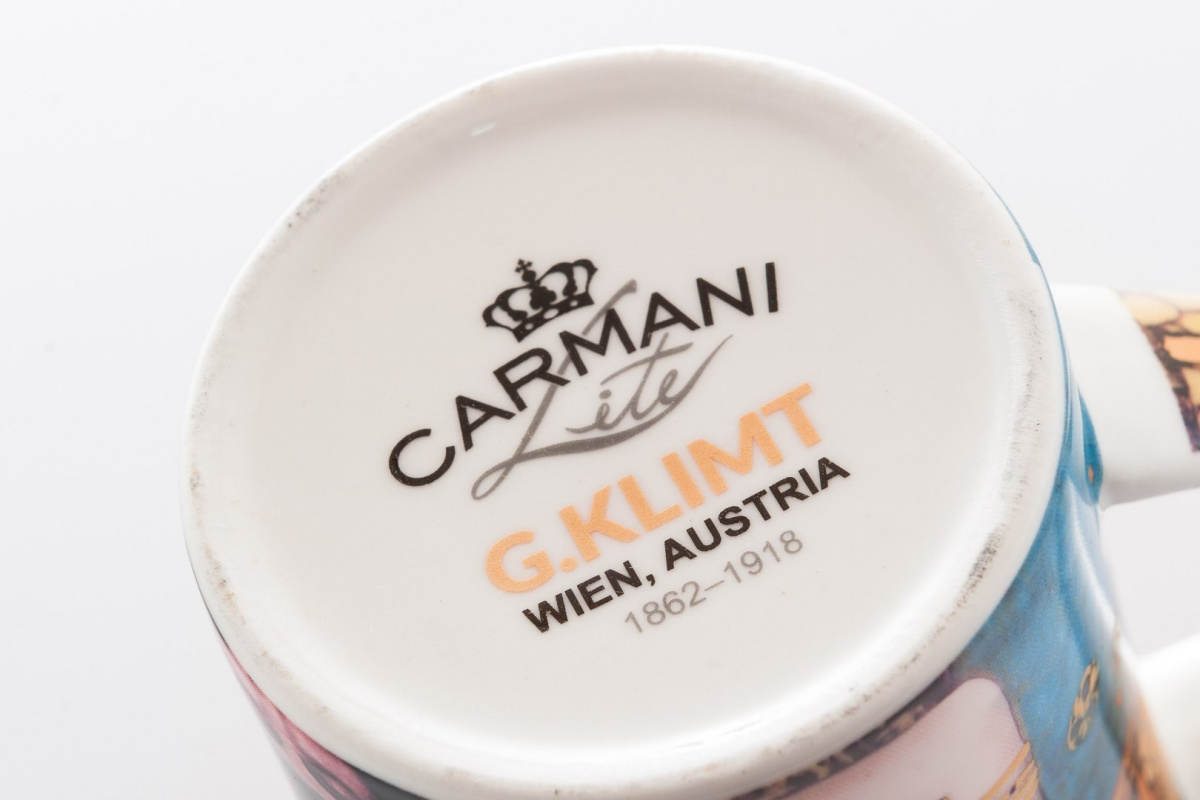 CARMANI
Lite
G.KLIMT
WIEN, AUSTRIA
1862–1918